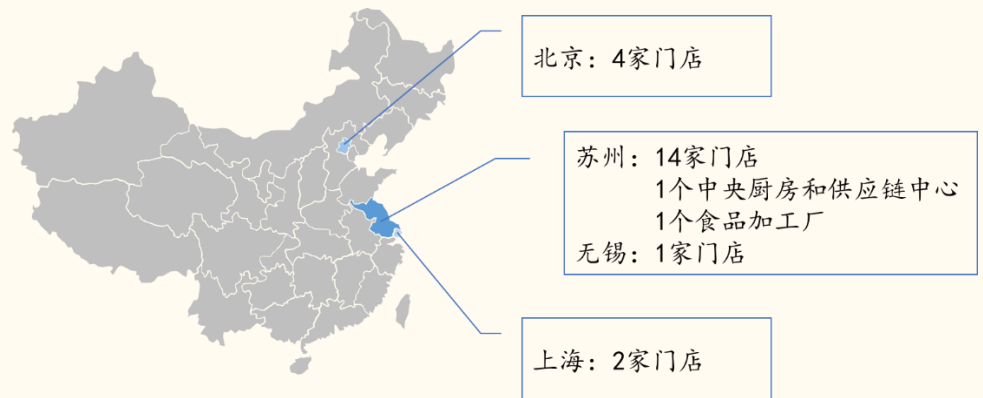 北京：4家门店
苏州：14家门店
1个中央厨房和供应链中心
1个食品加工厂
无锡：1家门店
上海：2家门店